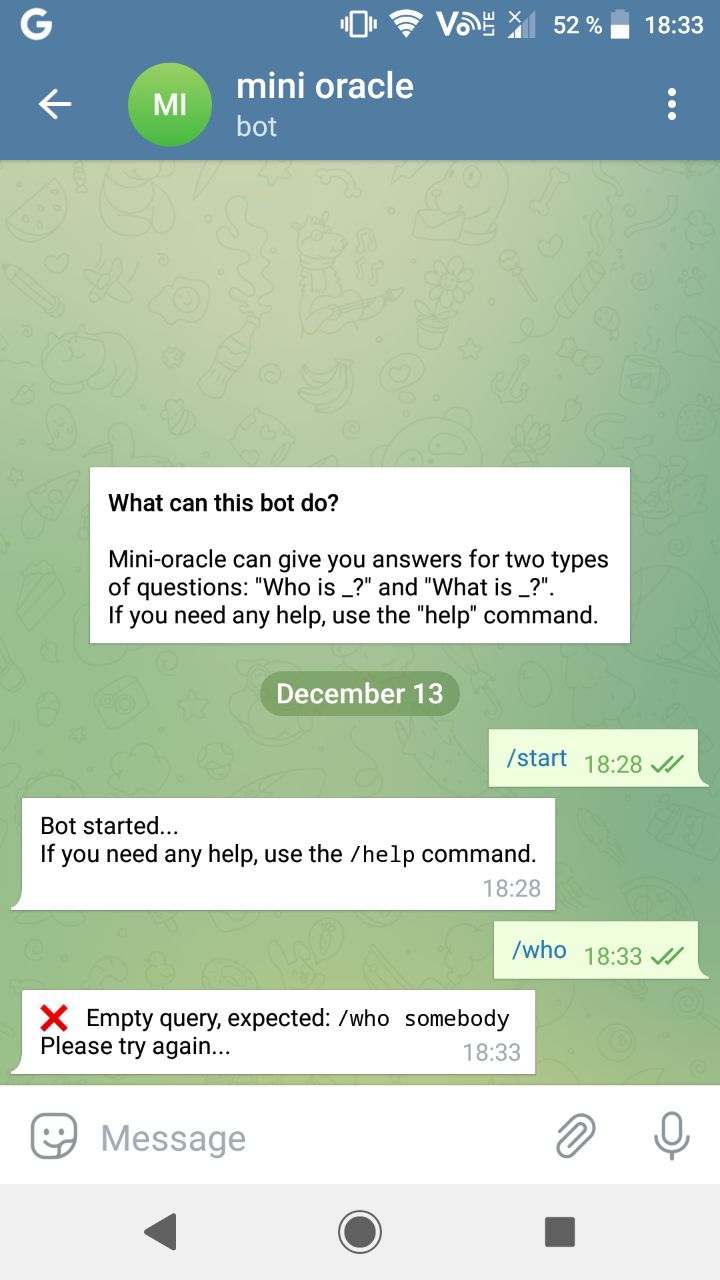 G 52 % 18:33
VoLTE
MI
mini oracle
bot
What can this bot do?
Mini-oracle can give you answers for two types
of questions: "Who is _?" and "What is _?".
If you need any help, use the "help" command.
December 13
/start 18:28
Bot started...
If you need any help, use the /help command.
18:28
/who 18:33
Empty query, expected: /who somebody
Please try again...
18:33
Message